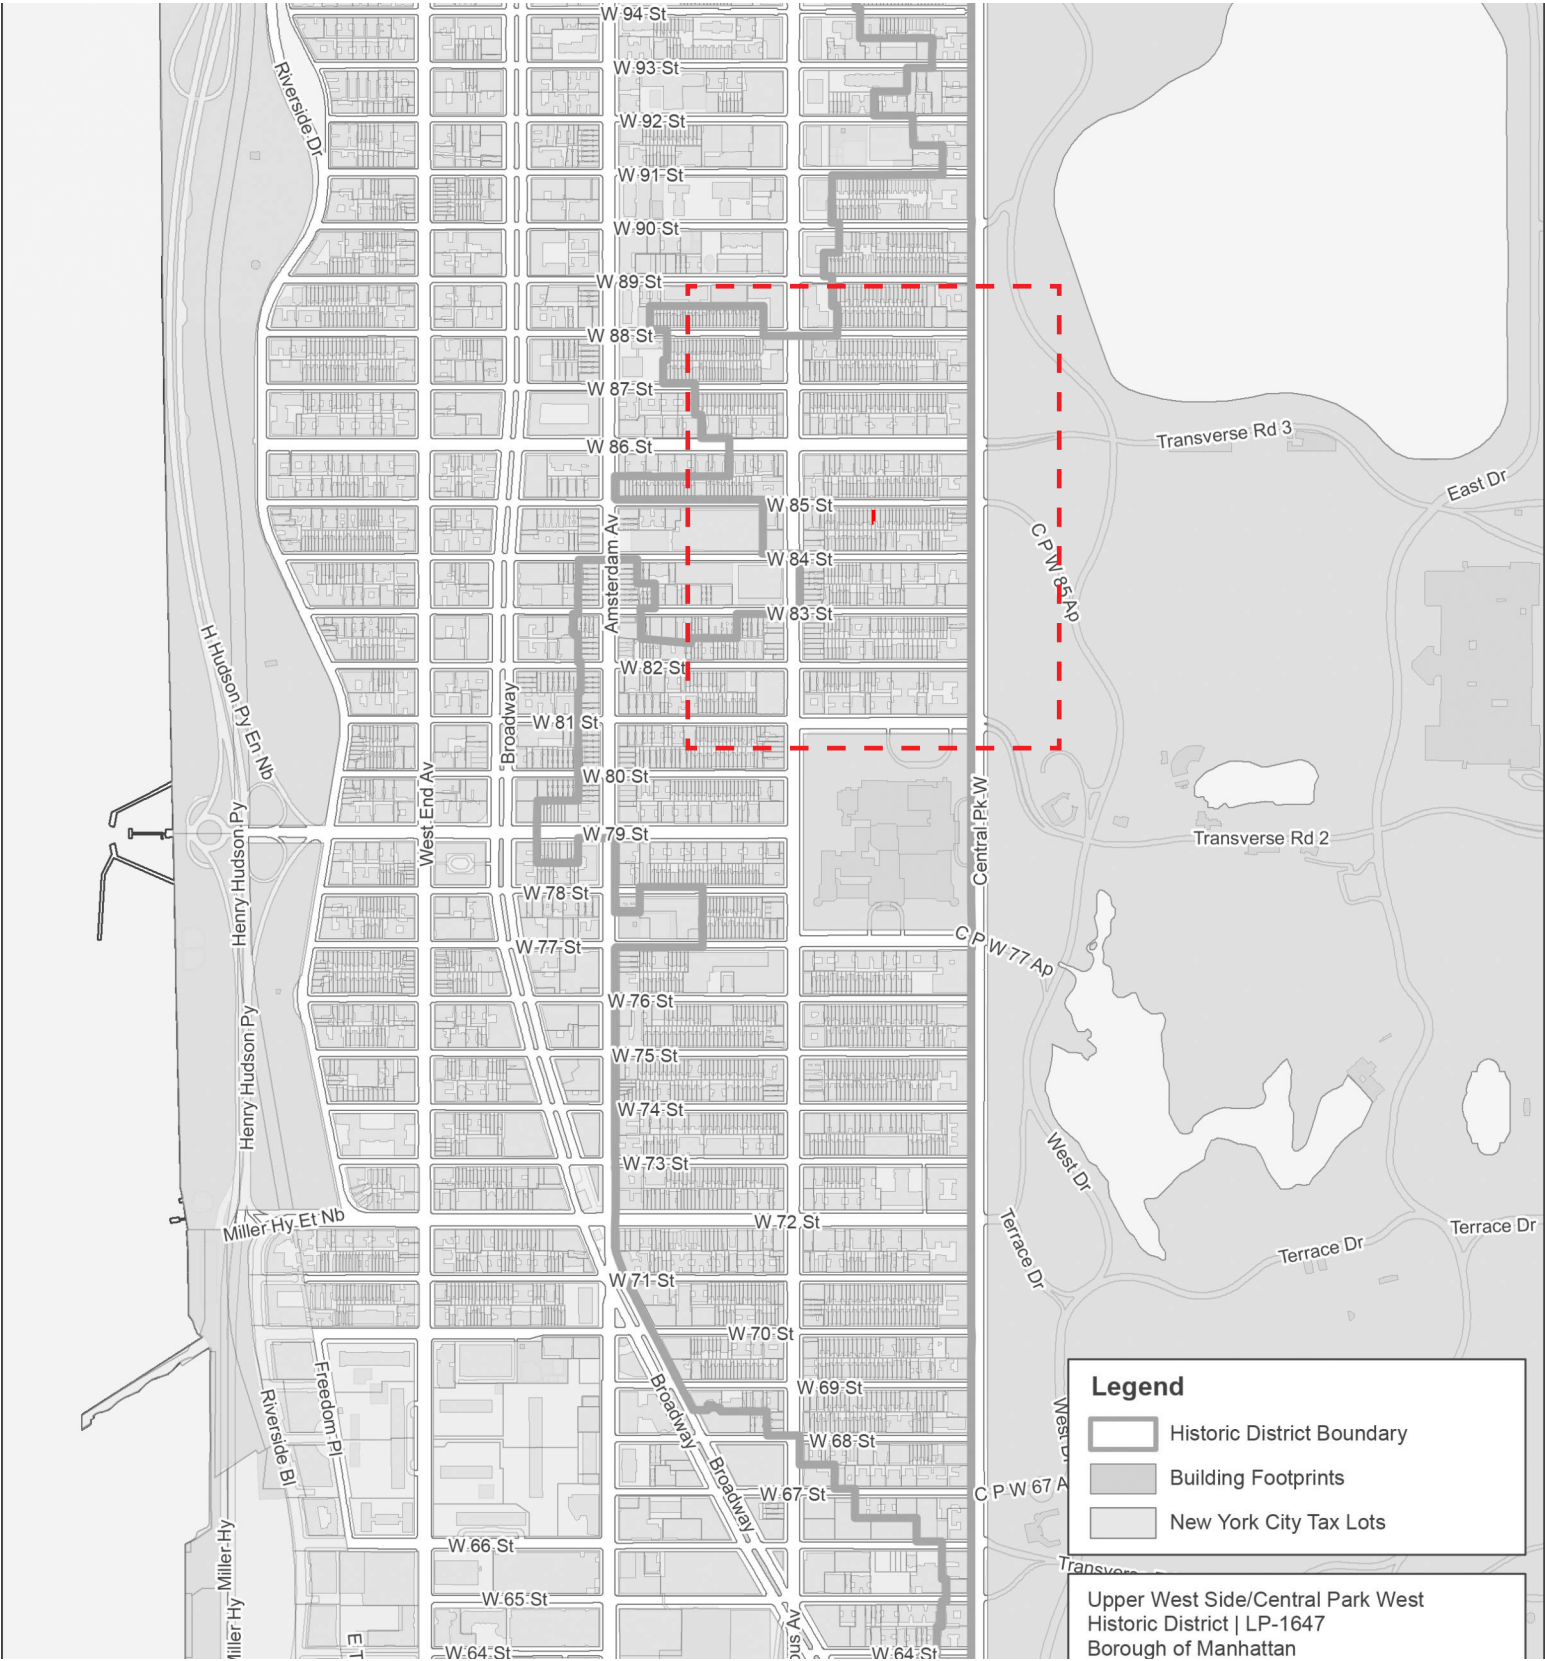 W 94 St
W 93 St
Riverside Dr
W 92 St
W 91 St
W 90 St
W 89 St
W 88 St
W 87 St
Transverse Rd 3
W 86 St
East Dr
W 85 St
Amsterdam Av
C P W 85 Ap
W 84 St
W 83 St
H Hudson Py En Nb
W 82 St
Broadway
W 81 St
W 80 St
West End Av
Central Pk W
Henry Hudson Py
W 79 St
Transverse Rd 2
W 78 St
W 77 St
C P W 77 Ap
W 76 St
Henry Hudson Py
W 75 St
W 74 St
West Dr
W 73 St
Miller Hy Et Nb
W 72 St
Terrace Dr
Terrace Dr
Terrace Dr
W 71 St
W 70 St
Freedom Pl
Riverside Bl
Broadway
W 69 St
West D
W 68 St
Broadway
W 67 St
C P W 67 A
Miller Hy
W 66 St
W 65 St
Miller Hy
W 64 St
W 64 St
Legend
Historic District Boundary
Building Footprints
New York City Tax Lots
Upper West Side/Central Park West
Historic District | LP-1647
Borough of Manhattan